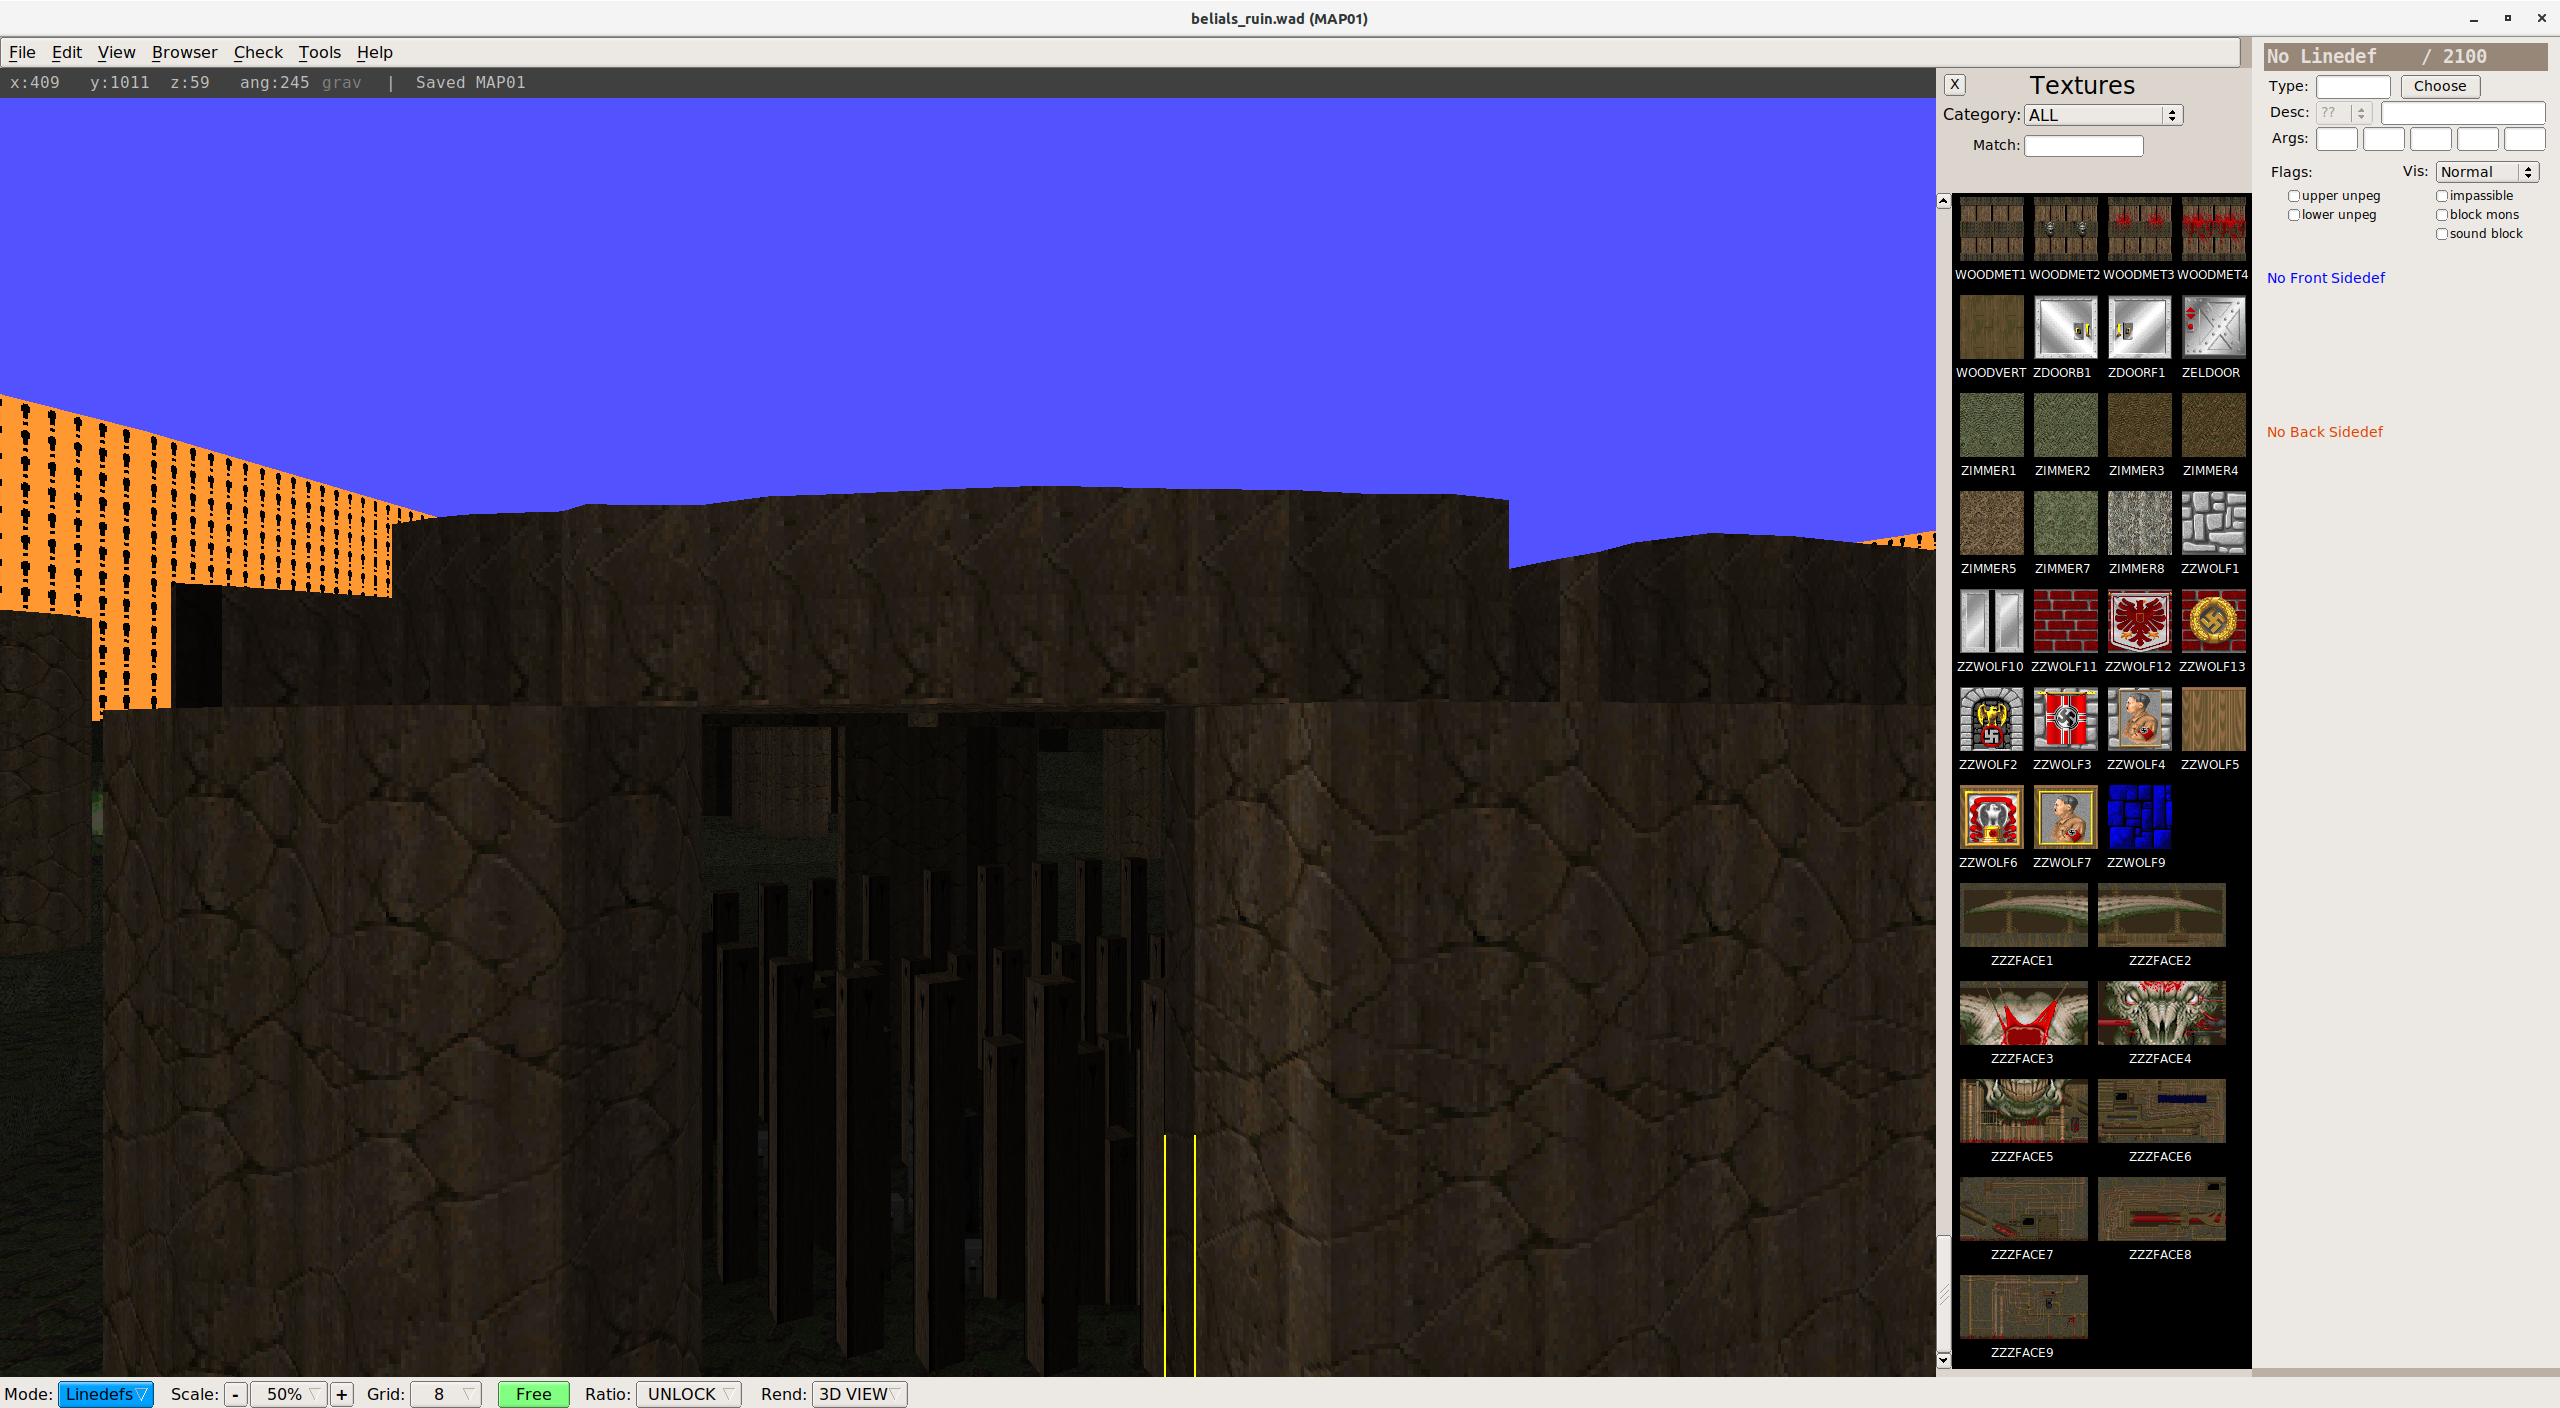 belials_ruin.wad (MAP01)
File Edit View Browser Check Tools Help
x:409 y:1011 z:59 ang:245 grav | Saved MAP01
X Textures
Category: ALL
Match:
WOODMET1 WOODMET2 WOODMET3 WOODMET4
WOODVERT ZDOORB1 ZDOORF1 ZELDOOR
ZIMMER1 ZIMMER2 ZIMMER3 ZIMMER4
ZIMMER5 ZIMMER7 ZIMMER8 ZZWOLF1
ZZWOLF10 ZZWOLF11 ZZWOLF12 ZZWOLF13
ZZWOLF2 ZZWOLF3 ZZWOLF4 ZZWOLF5
ZZWOLF6 ZZWOLF7 ZZWOLF9
ZZZFACE1 ZZZFACE2
ZZZFACE3 ZZZFACE4
ZZZFACE5 ZZZFACE6
ZZZFACE7 ZZZFACE8
ZZZFACE9
No Linedef / 2100
Type: Choose
Desc: ??
Args:
Flags: Vis: Normal
upper unpeg impassible
lower unpeg block mons
sound block
No Front Sidedef
No Back Sidedef
Mode: Linedefs Scale: - 50% + Grid: 8 Free Ratio: UNLOCK Rend: 3D VIEW